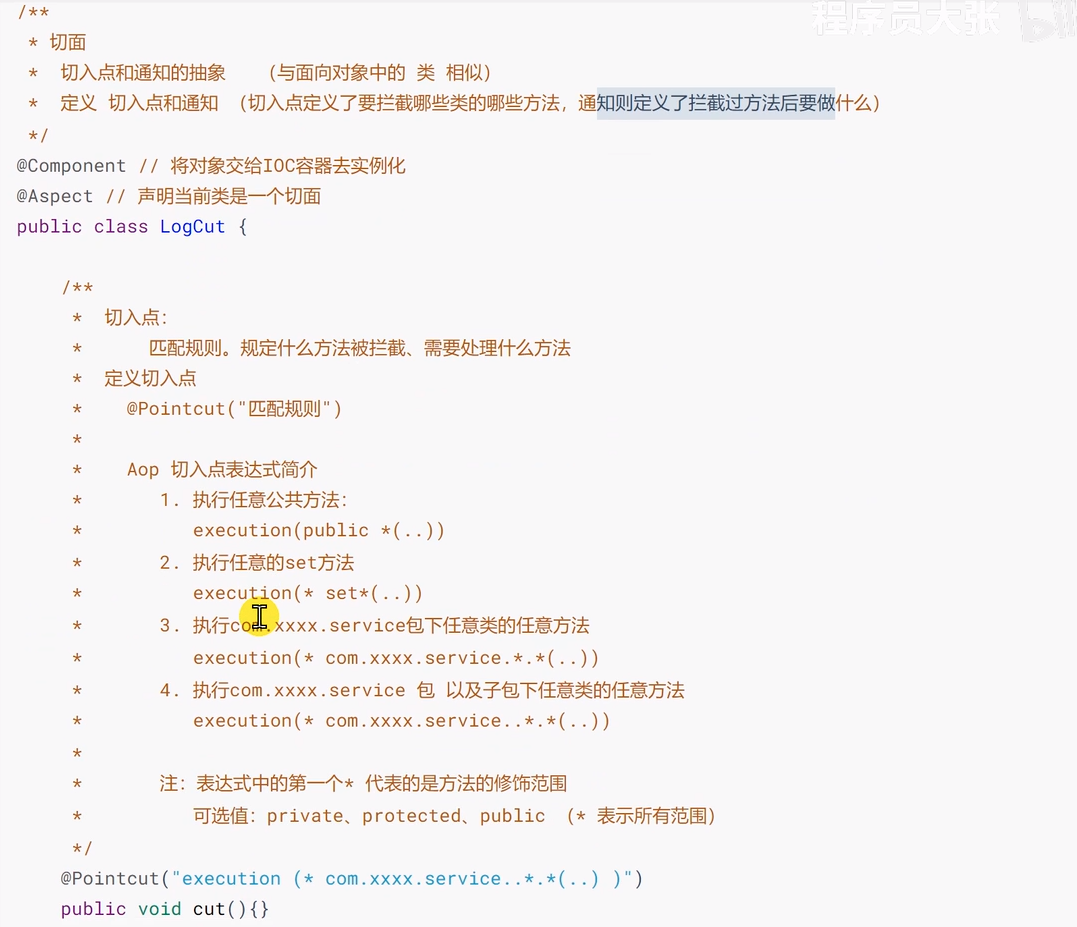 程序员大张
/**
* 切面
* 切入点和通知的抽象 （与面向对象中的 类 相似）
* 定义 切入点和通知 （切入点定义了要拦截哪些类的哪些方法，通知则定义了拦截过方法后要做什么）
*/
@Component // 将对象交给IOC容器去实例化
@Aspect // 声明当前类是一个切面
public class LogCut {
/**
* 切入点：
* 匹配规则。规定什么方法被拦截、需要处理什么方法
* 定义切入点
* @Pointcut("匹配规则")
*
* Aop 切入点表达式简介
* 1. 执行任意公共方法：
* execution(public *(..))
* 2. 执行任意的set方法
* execution(* set*(..))
* 3. 执行com.xxxx.service包下任意类的任意方法
* execution(* com.xxxx.service.*.*(..))
* 4. 执行com.xxxx.service 包 以及子包下任意类的任意方法
* execution(* com.xxxx.service..*.*(..))
*
* 注：表达式中的第一个* 代表的是方法的修饰范围
* 可选值：private、protected、public （* 表示所有范围）
*/
@Pointcut("execution (* com.xxxx.service..*.*(..) )")
public void cut(){}